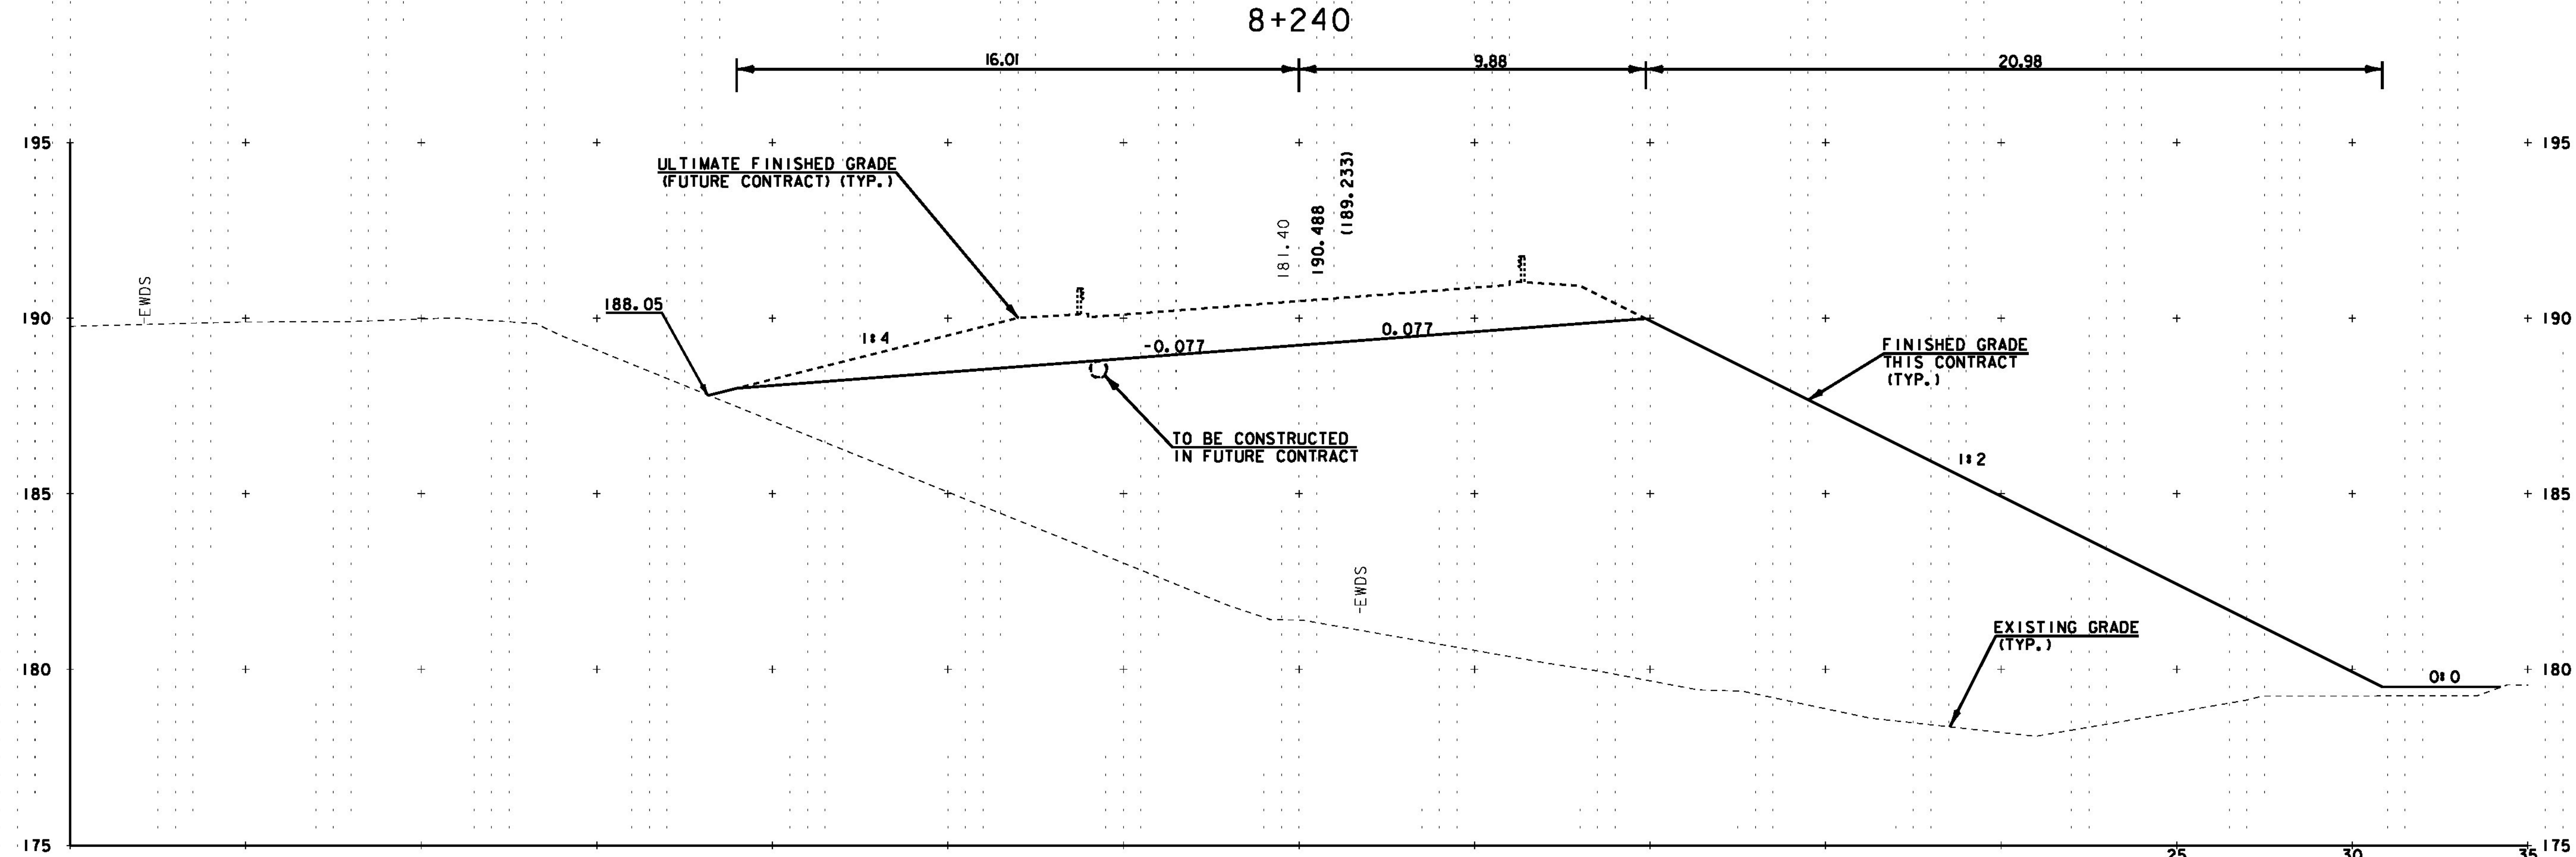 8+240
16.01 9.88 20.98
195 195
ULTIMATE FINISHED GRADE
(FUTURE CONTRACT) (TYP.)
181.40
190.488
(189.233)
-EWDS
188.05
190 190
1:4
-0.077
0.077
FINISHED GRADE
THIS CONTRACT
(TYP.)
TO BE CONSTRUCTED
IN FUTURE CONTRACT
1:2
185 185
-EWDS
EXISTING GRADE
(TYP.)
180 180
0:0
175 175
25 30 35